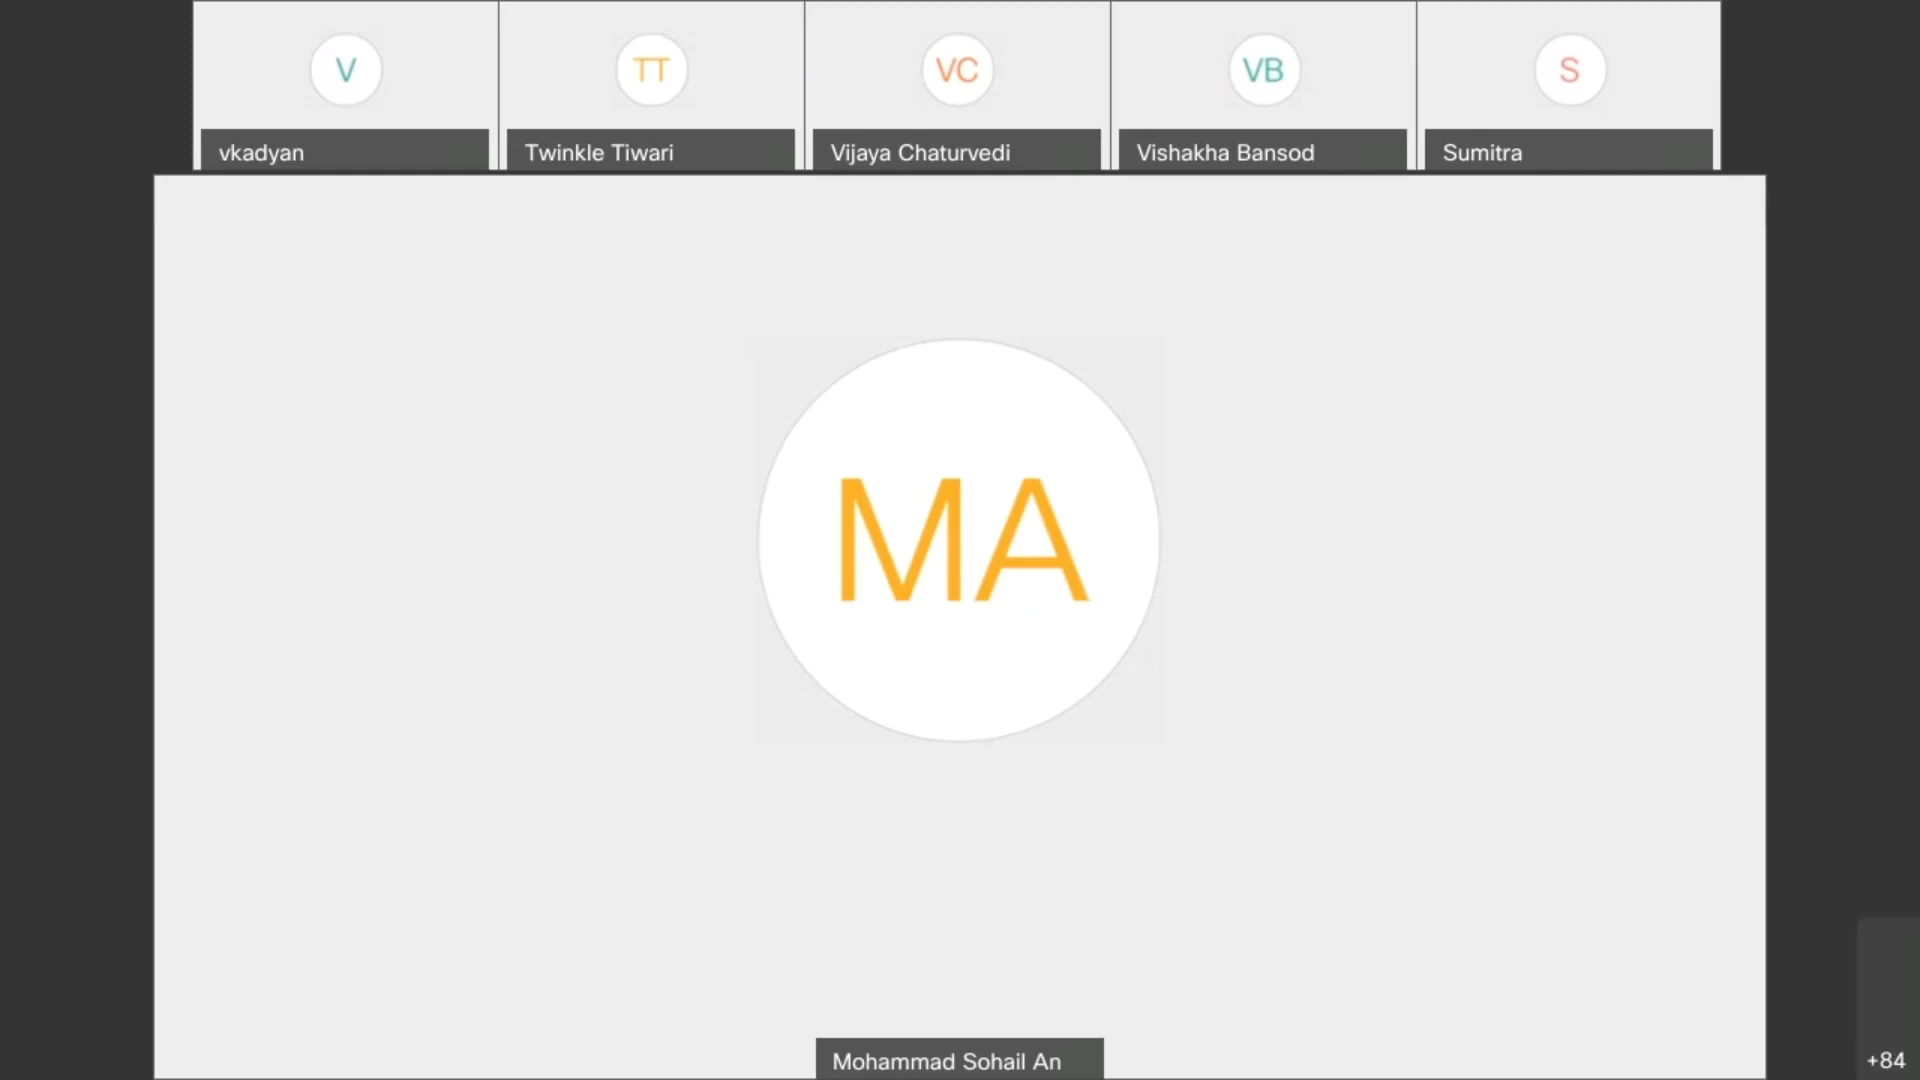 V
TT
VC
VB
S
vkadyan
Twinkle Tiwari
Vijaya Chaturvedi
Vishakha Bansod
Sumitra
MA
Mohammad Sohail An
+84